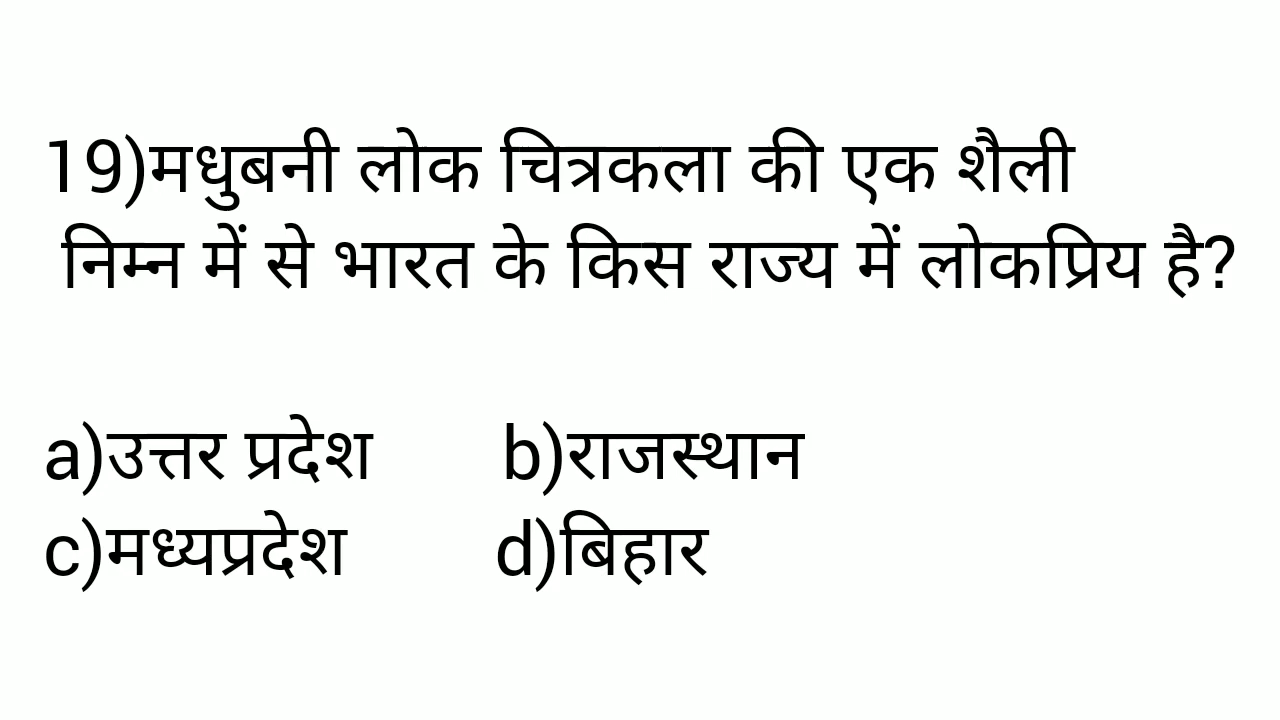 19)मधुबनी लोक चित्रकला की एक शैली
निम्न में से भारत के किस राज्य में लोकप्रिय है?
a)उत्तर प्रदेश b)राजस्थान
c)मध्यप्रदेश d)बिहार